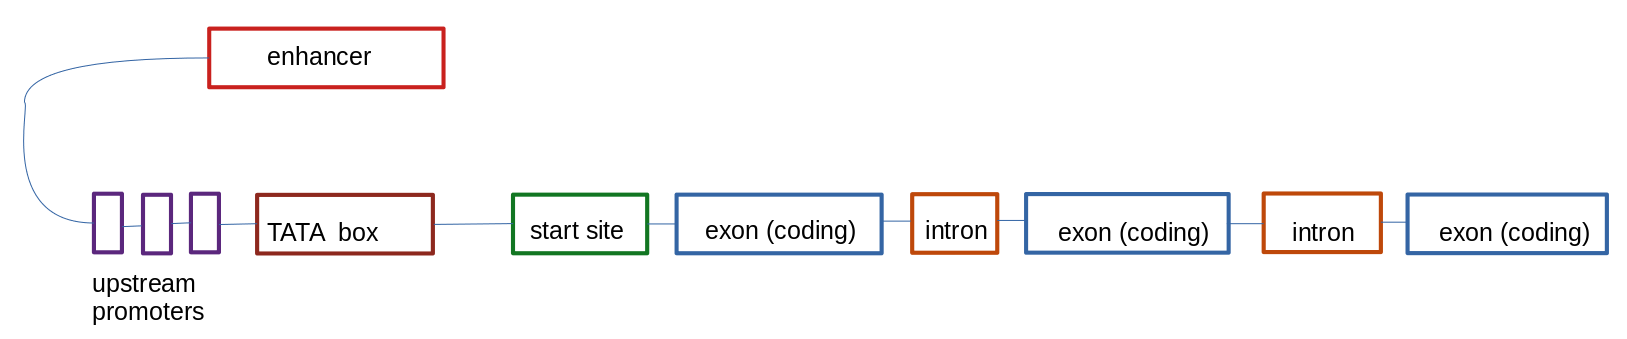 enhancer
TATA  box
start site
exon (coding)
intron
exon (coding)
intron
exon (coding)
upstream
promoters